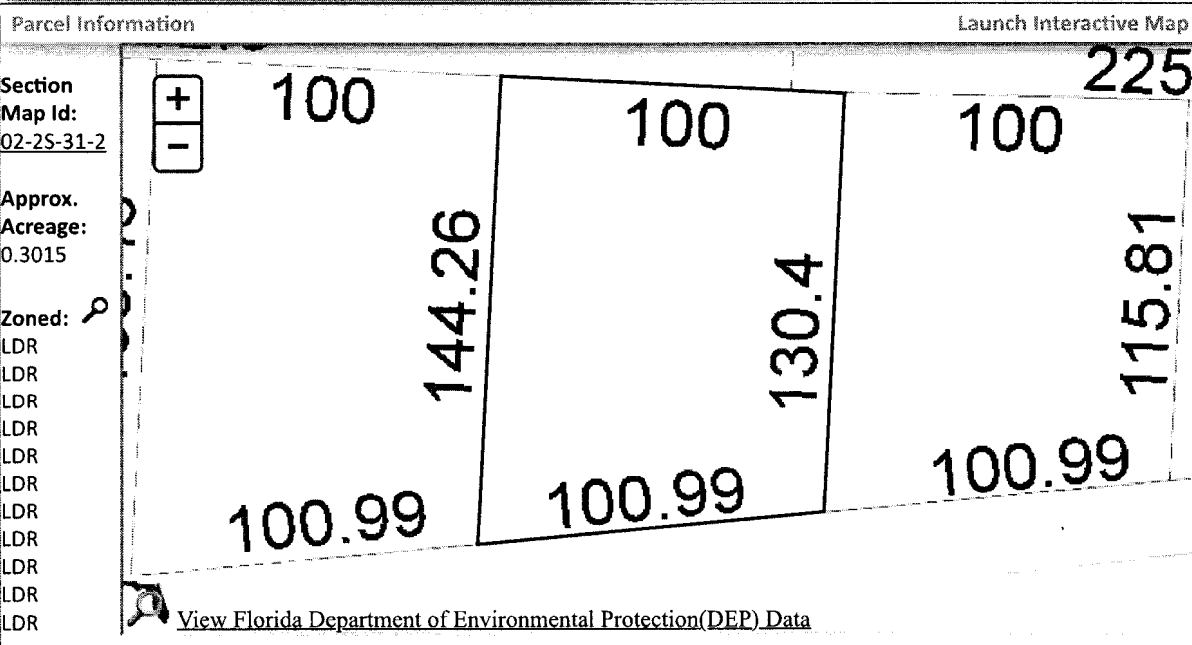 Parcel Information
Launch Interactive Map
Section
Map Id:
02-2S-31-2
Approx.
Acreage:
0.3015
Zoned:
LDR
LDR
LDR
LDR
LDR
LDR
LDR
LDR
LDR
LDR
LDR
+
−
225
100
100
100
144.26
130.4
115.81
100.99
100.99
100.99
View Florida Department of Environmental Protection(DEP) Data